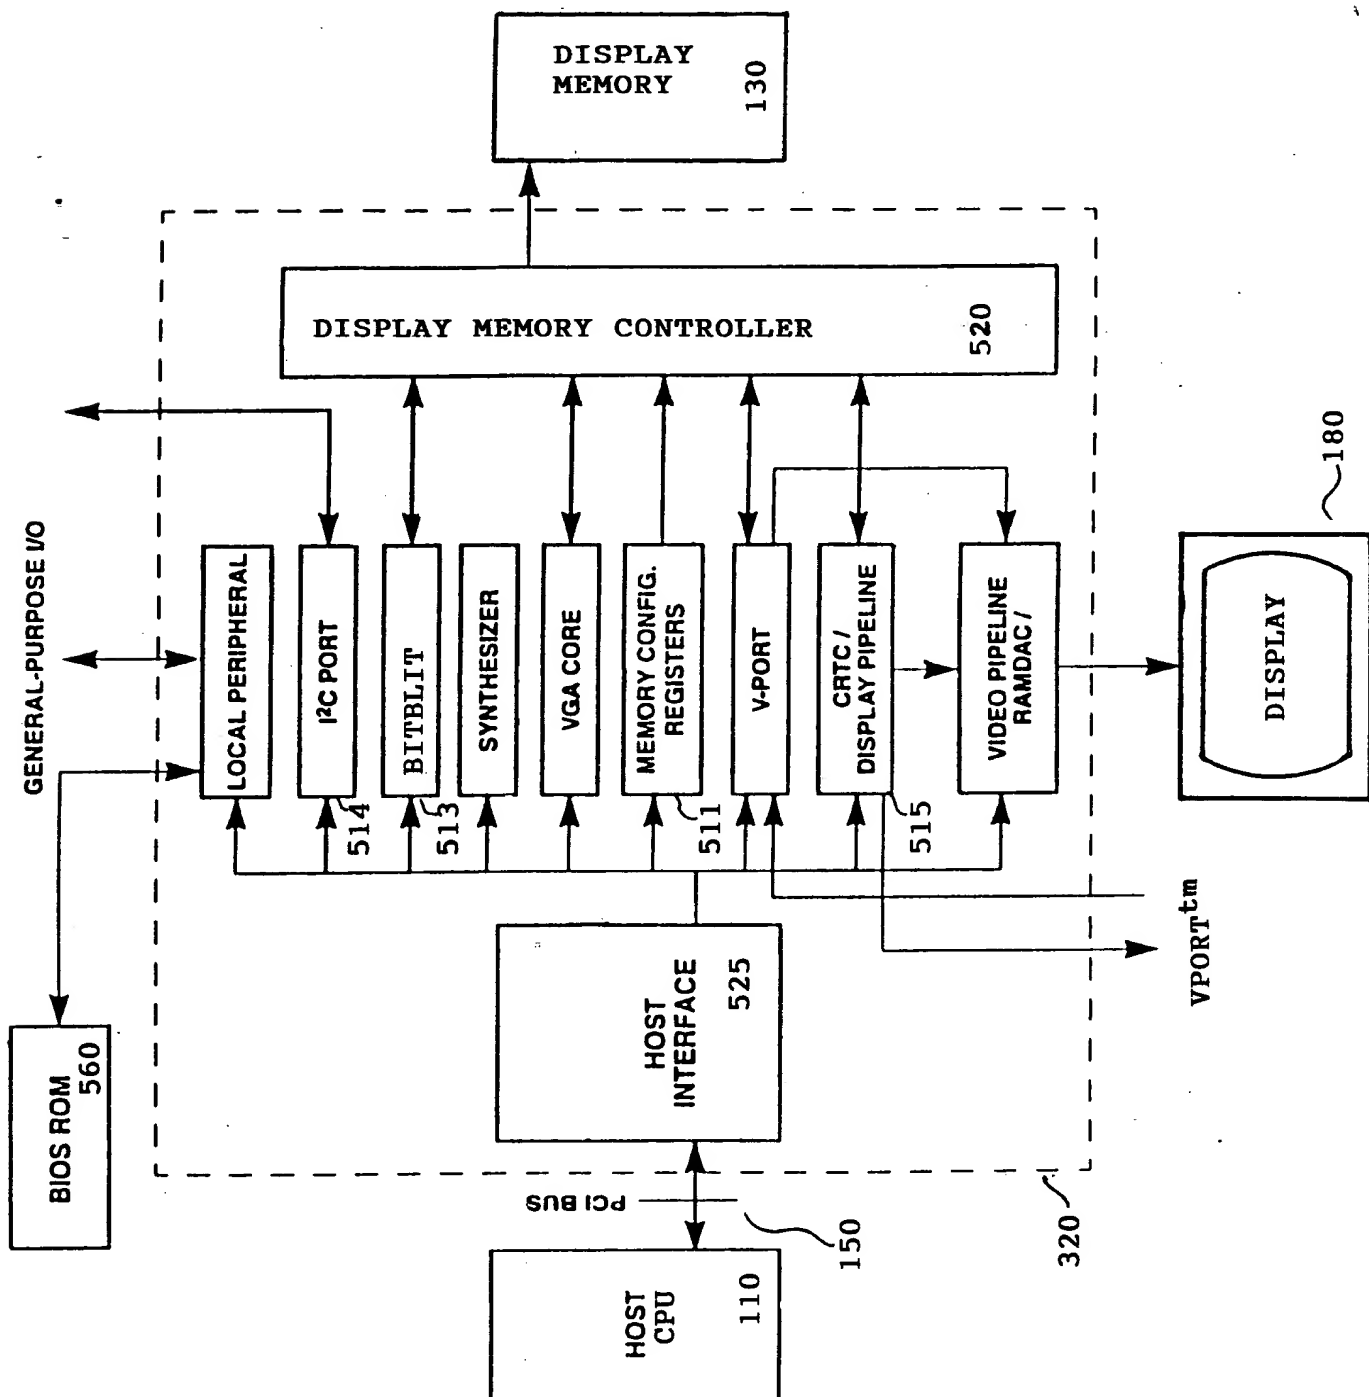 BIOS ROM
560
GENERAL-PURPOSE I/O
LOCAL PERIPHERAL
I²C PORT
514
BITBLIT
513
SYNTHESIZER
VGA CORE
MEMORY CONFIG.
REGISTERS
511
V-PORT
CRTC /
DISPLAY PIPELINE
515
VIDEO PIPELINE
RAMDAC /
HOST
CPU
110
PCI BUS
150
HOST
INTERFACE
525
DISPLAY MEMORY CONTROLLER
520
DISPLAY
MEMORY
130
320
VPORTtm
DISPLAY
180